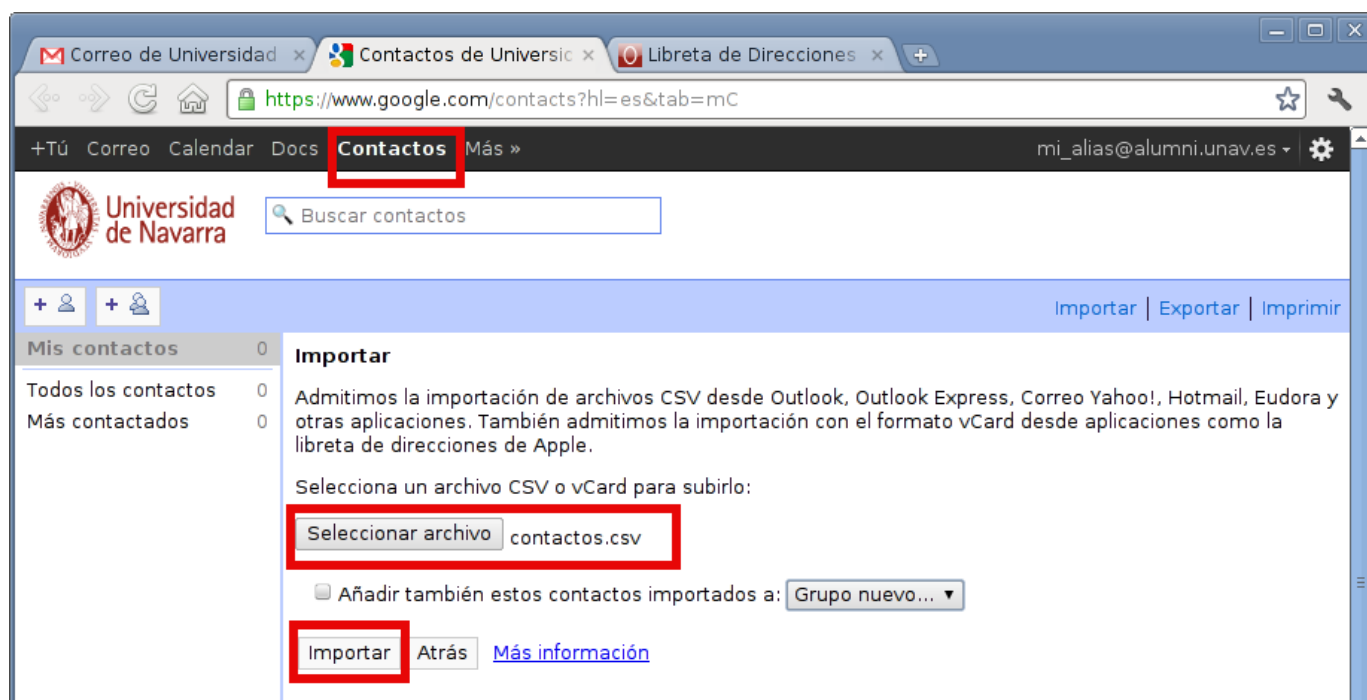 Correo de Universidad
Contactos de Universic
Libreta de Direcciones
https://www.google.com/contacts?hl=es&tab=mC
+Tú Correo Calendar Docs Contactos Más »
mi_alias@alumni.unav.es
Universidad
de Navarra
Buscar contactos
Importar | Exportar | Imprimir
Mis contactos 0
Todos los contactos 0
Más contactados 0
Importar
Admitimos la importación de archivos CSV desde Outlook, Outlook Express, Correo Yahoo!, Hotmail, Eudora y
otras aplicaciones. También admitimos la importación con el formato vCard desde aplicaciones como la
libreta de direcciones de Apple.
Selecciona un archivo CSV o vCard para subirlo:
Seleccionar archivo contactos.csv
Añadir también estos contactos importados a: Grupo nuevo...
Importar Atrás Más información